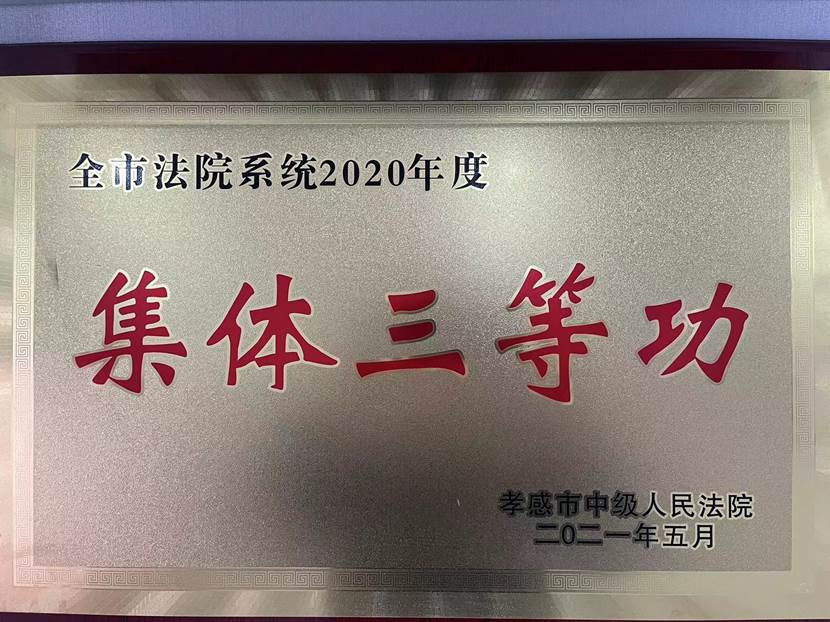 全市法院系统2020年度
集体三等功
孝感市中级人民法院
二〇二一年五月